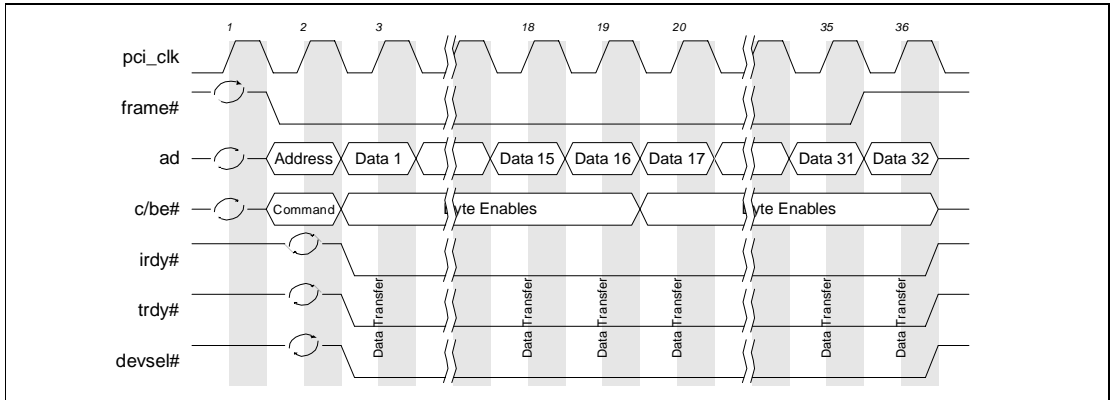 1 2 3 18 19 20 35 36
pci_clk
frame#
ad Address Data 1 Data 15 Data 16 Data 17 Data 31 Data 32
c/be# Command yte Enables yte Enables
irdy#
trdy#
Data Transfer Data Transfer Data Transfer Data Transfer Data Transfer Data Transfer
devsel#